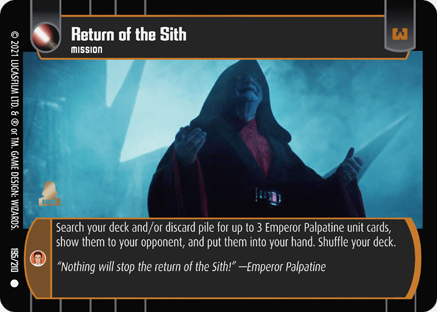 Return of the Sith
MISSION
3
Search your deck and/or discard pile for up to 3 Emperor Palpatine unit cards,
show them to your opponent, and put them into your hand. Shuffle your deck.
"Nothing will stop the return of the Sith!" —Emperor Palpatine
© 2021 LUCASFILM LTD. & ® or TM. GAME DESIGN: WIZARDS.